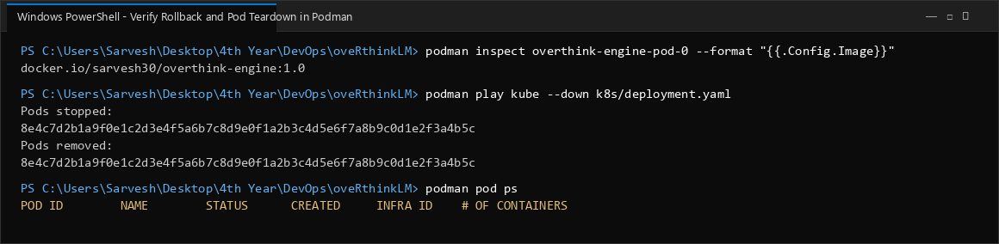 Windows PowerShell - Verify Rollback and Pod Teardown in Podman
PS C:\Users\Sarvesh\Desktop\4th Year\DevOps\oveRthinkLM> podman inspect overthink-engine-pod-0 --format "{{.Config.Image}}"
docker.io/sarvesh30/overthink-engine:1.0
PS C:\Users\Sarvesh\Desktop\4th Year\DevOps\oveRthinkLM> podman play kube --down k8s/deployment.yaml
Pods stopped:
8e4c7d2b1a9f0e1c2d3e4f5a6b7c8d9e0f1a2b3c4d5e6f7a8b9c0d1e2f3a4b5c
Pods removed:
8e4c7d2b1a9f0e1c2d3e4f5a6b7c8d9e0f1a2b3c4d5e6f7a8b9c0d1e2f3a4b5c
PS C:\Users\Sarvesh\Desktop\4th Year\DevOps\oveRthinkLM> podman pod ps
POD ID        NAME        STATUS      CREATED     INFRA ID    # OF CONTAINERS